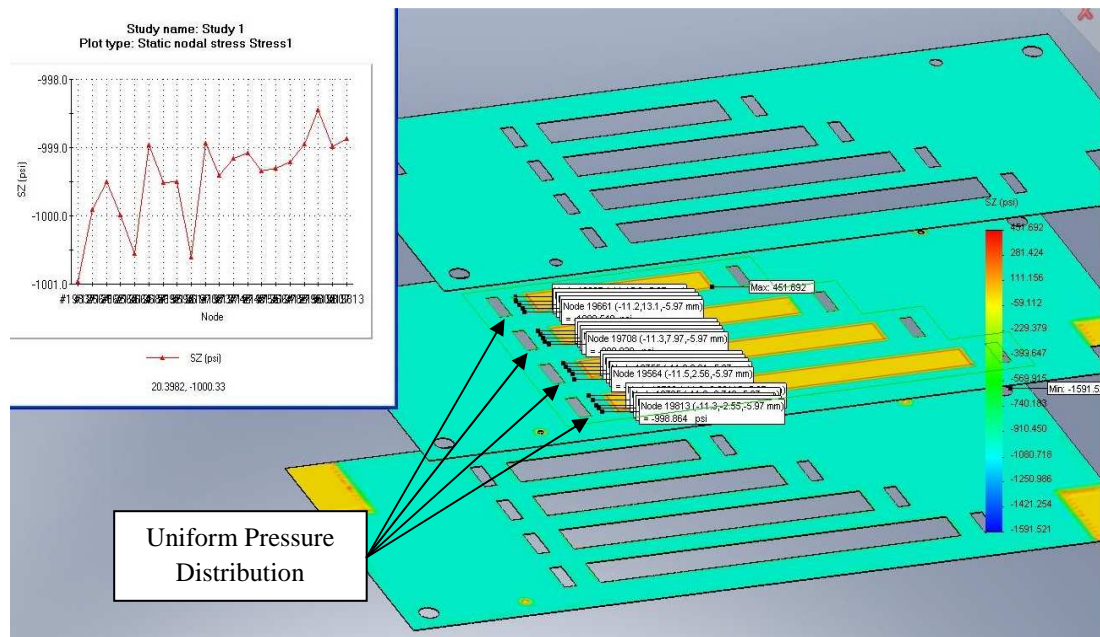 Study name: Study 1
Plot type: Static nodal stress Stress1
-998.0
-999.0
-1000.0
-1001.0
SZ (psi)
Node
SZ (psi)
20.3982, -1000.33
SZ (psi)
451.692
281.424
111.156
-59.112
-229.379
-393.647
-569.915
-740.183
-910.450
-1080.718
-1250.986
-1421.254
-1591.521
Max: 451.692
Node 19661 (-11.2,13.1,-5.97 mm)
Node 19708 (-11.3,7.97,-5.97 mm)
Node 19564 (-11.5,2.56,-5.97 mm)
Node 19813 (-11.3,-2.55,-5.97 mm)
= -998.864 psi
Min: -1591.5
Uniform Pressure
Distribution